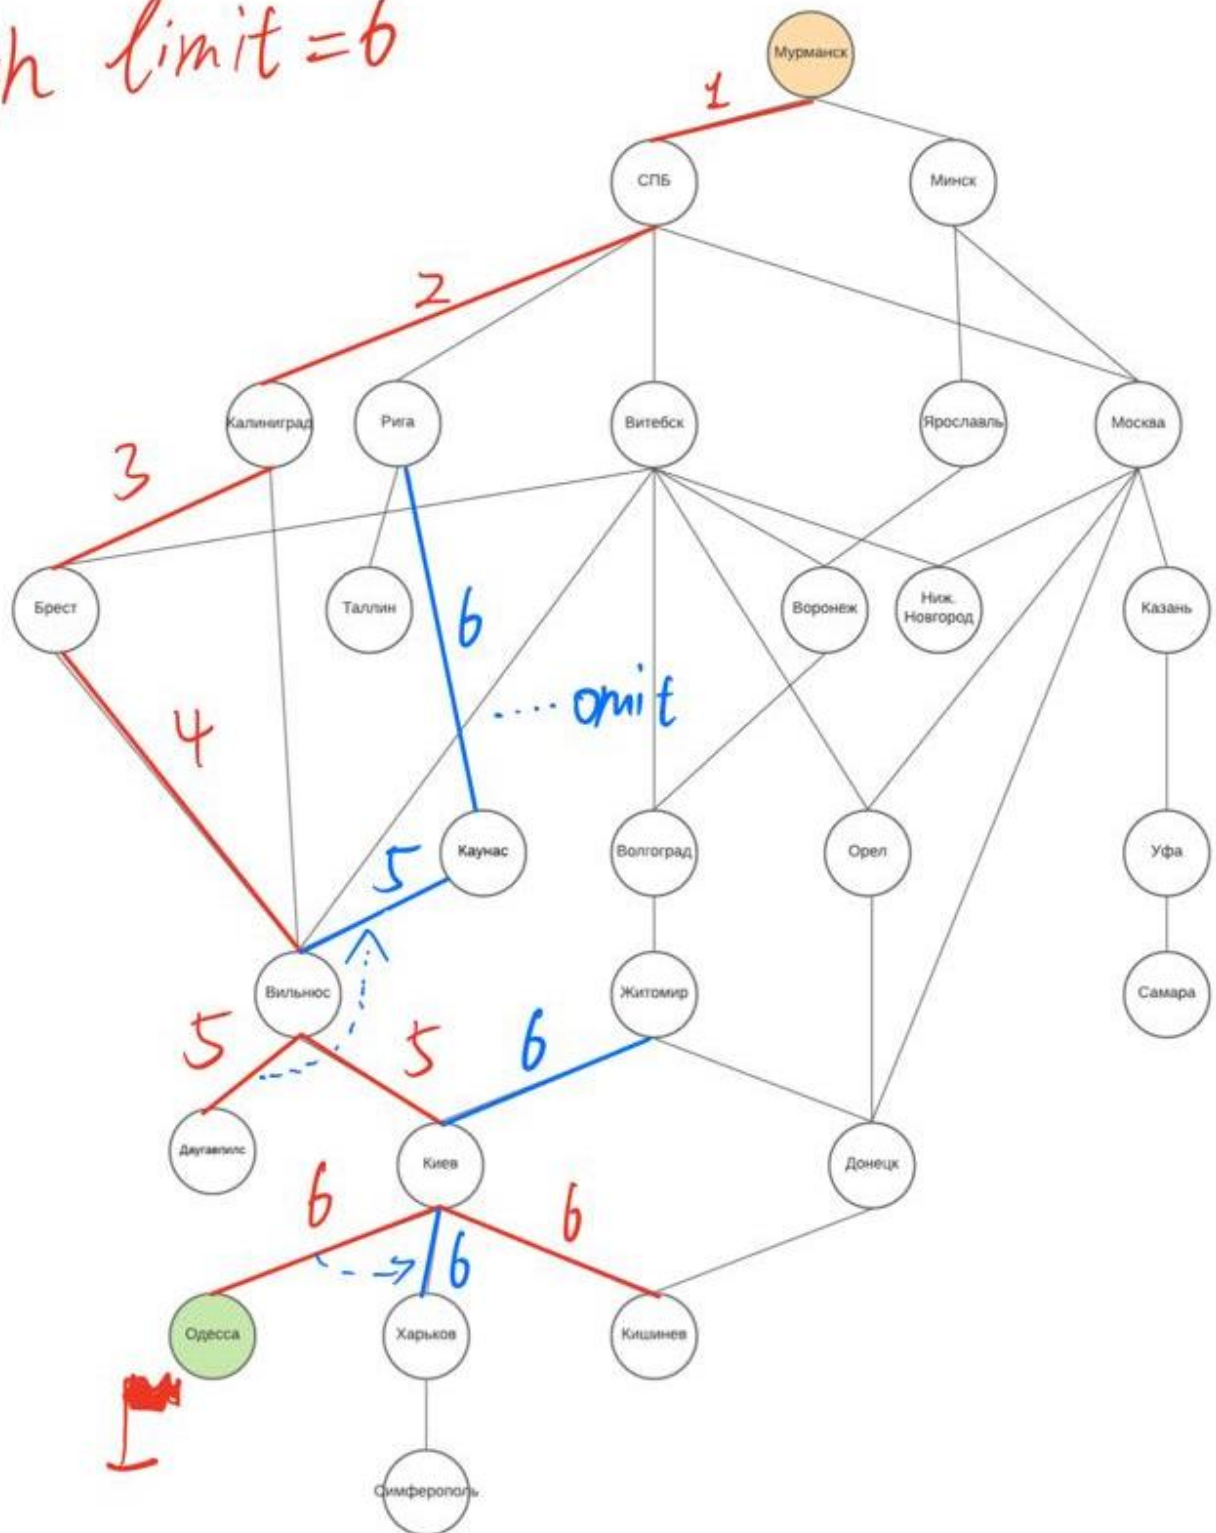 h limit = 6
Мурманск
1
СПБ
Минск
2
Калиниград
Рига
Витебск
Ярославль
Москва
3
Брест
Таллин
6
Воронеж
Ниж.
Новгород
Казань
4
.... omit
5
Каунас
Волгоград
Орел
Уфа
Вильнюс
Житомир
Самара
5
5
6
Даугавпилс
Киев
Донецк
6
6
6
Одесса
Харьков
Кишинев
Симферополь